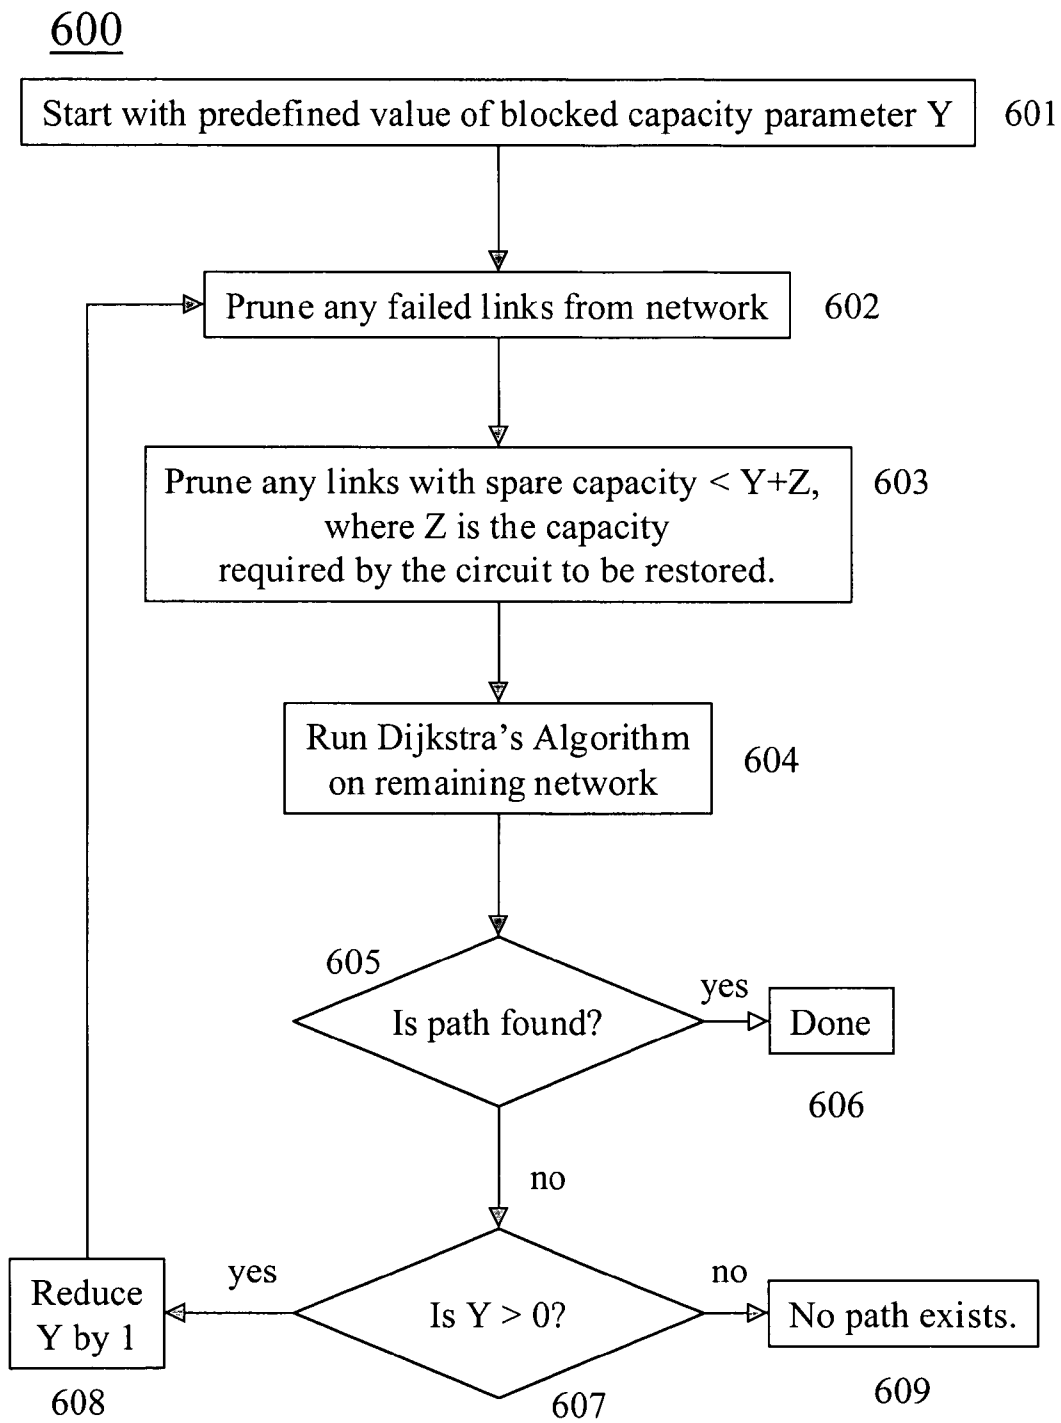 600
Start with predefined value of blocked capacity parameter Y
601
Prune any failed links from network
602
Prune any links with spare capacity < Y+Z,
where Z is the capacity
required by the circuit to be restored.
603
Run Dijkstra's Algorithm
on remaining network
604
605
Is path found?
yes
Done
606
no
Is Y > 0?
607
yes
Reduce
Y by 1
608
no
No path exists.
609